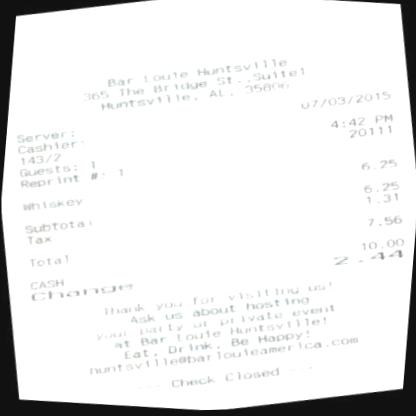 Bar Louie Huntsville
365 The Bridge St., Suite1
Huntsville, AL, 35806
07/03/2015
Server: 4:42 PM
Cashier: 20111
143/2
Guests: 1
Reprint #: 1
Whiskey 6.25
Subtotal 6.25
Tax 1.31
Total 7.56
CASH 10.00
Change 2.44
Thank you for visiting us!
Ask us about hosting
your party or private event
at Bar Louie Huntsville!
Eat, Drink, Be Happy!
huntsville@barlouieamerica.com
--- Check Closed ---